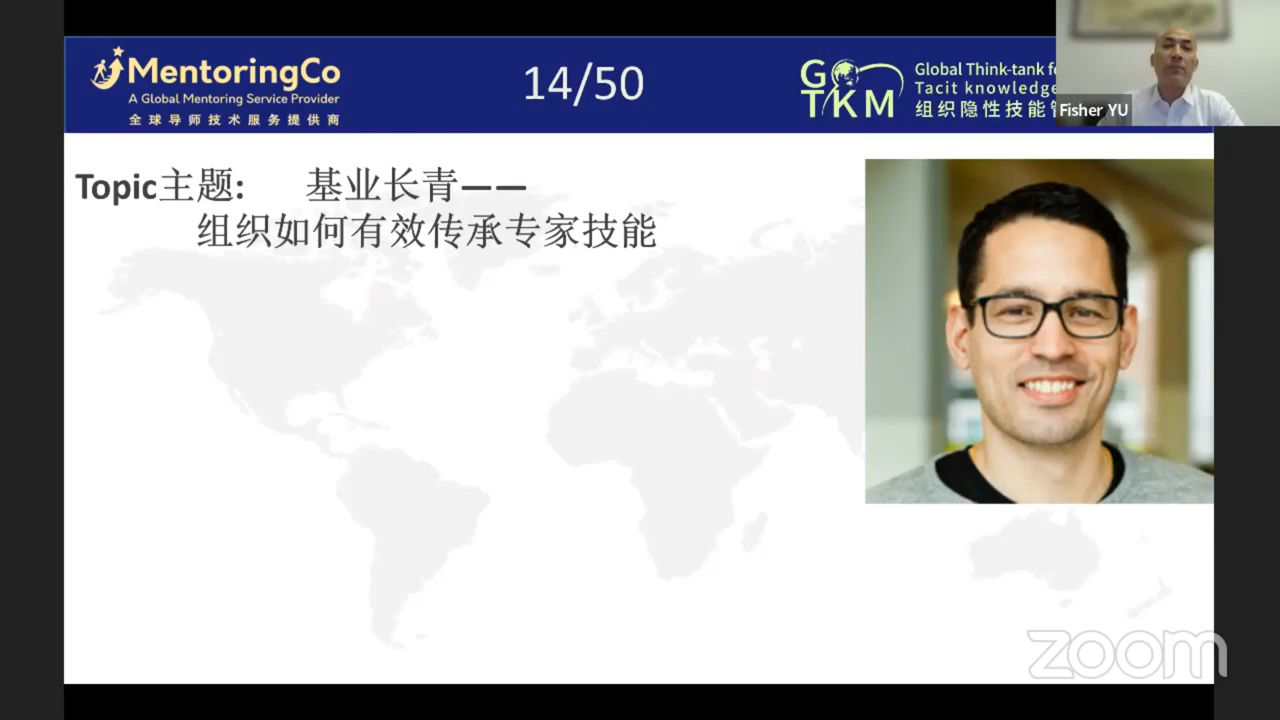 MentoringCo
A Global Mentoring Service Provider
全球导师技术服务提供商
14/50
GTKM
Global Think-tank f
Tacit knowledge
组织隐性技能
Fisher YU
Topic主题: 基业长青——
组织如何有效传承专家技能
zoom